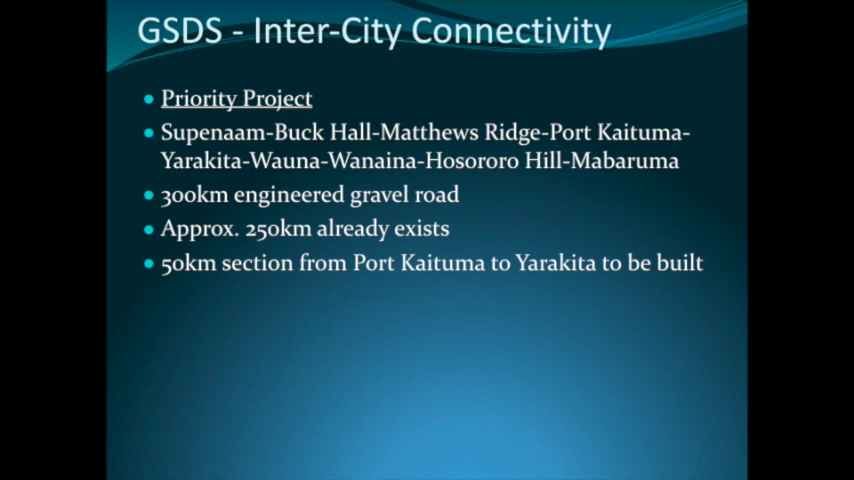 GSDS - Inter-City Connectivity
Priority Project
Supenaam-Buck Hall-Matthews Ridge-Port Kaituma-
Yarakita-Wauna-Wanaina-Hosororo Hill-Mabaruma
300km engineered gravel road
Approx. 250km already exists
50km section from Port Kaituma to Yarakita to be built